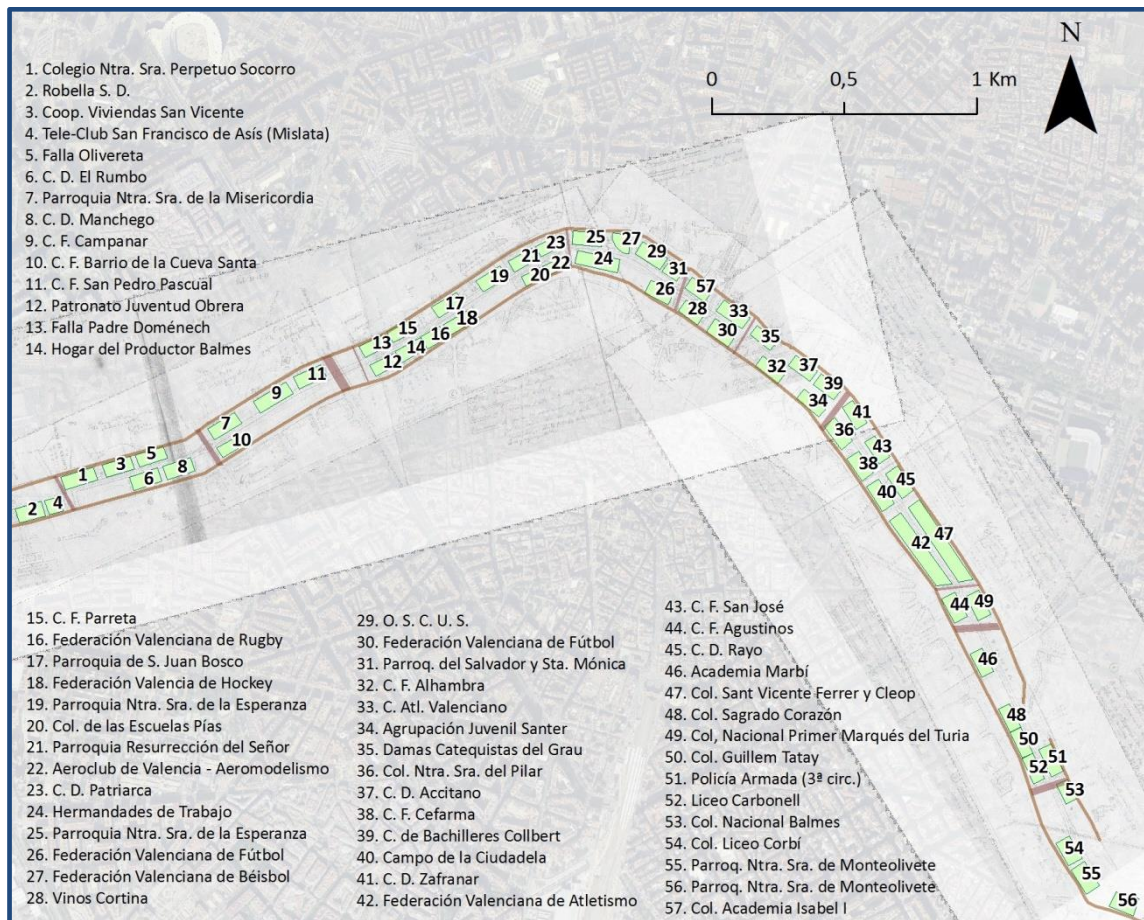 N
0 0,5 1 Km
1. Colegio Ntra. Sra. Perpetuo Socorro
2. Robella S. D.
3. Coop. Viviendas San Vicente
4. Tele-Club San Francisco de Asís (Mislata)
5. Falla Olivereta
6. C. D. El Rumbo
7. Parroquia Ntra. Sra. de la Misericordia
8. C. D. Manchego
9. C. F. Campanar
10. C. F. Barrio de la Cueva Santa
11. C. F. San Pedro Pascual
12. Patronato Juventud Obrera
13. Falla Padre Doménech
14. Hogar del Productor Balmes
23
25
27
29
21
22
24
31
20
19
26
57
17
28
33
18
30
35
15
16
13
14
12
32
37
11
39
9
34
41
7
36
10
43
5
38
3
8
45
1
6
40
2
4
47
42
44
49
46
48
50
51
52
53
54
55
56
15. C. F. Parreta
16. Federación Valenciana de Rugby
17. Parroquia de S. Juan Bosco
18. Federación Valencia de Hockey
19. Parroquia Ntra. Sra. de la Esperanza
20. Col. de las Escuelas Pías
21. Parroquia Resurrección del Señor
22. Aeroclub de Valencia - Aeromodelismo
23. C. D. Patriarca
24. Hermandades de Trabajo
25. Parroquia Ntra. Sra. de la Esperanza
26. Federación Valenciana de Fútbol
27. Federación Valenciana de Béisbol
28. Vinos Cortina
29. O. S. C. U. S.
30. Federación Valenciana de Fútbol
31. Parroq. del Salvador y Sta. Mónica
32. C. F. Alhambra
33. C. Atl. Valenciano
34. Agrupación Juvenil Santer
35. Damas Catequistas del Grau
36. Col. Ntra. Sra. del Pilar
37. C. D. Accitano
38. C. F. Cefarma
39. C. de Bachilleres Collbert
40. Campo de la Ciudadela
41. C. D. Zafranar
42. Federación Valenciana de Atletismo
43. C. F. San José
44. C. F. Agustinos
45. C. D. Rayo
46. Academia Marbí
47. Col. Sant Vicente Ferrer y Cleop
48. Col. Sagrado Corazón
49. Col, Nacional Primer Marqués del Turia
50. Col. Guillem Tatay
51. Policía Armada (3ª circ.)
52. Liceo Carbonell
53. Col. Nacional Balmes
54. Col. Liceo Corbí
55. Parroq. Ntra. Sra. de Monteolivete
56. Parroq. Ntra. Sra. de Monteolivete
57. Col. Academia Isabel I